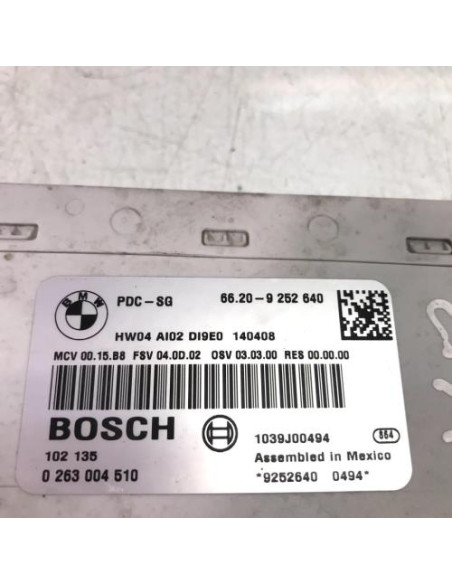 BMW
PDC-SG 66.20-9 252 640
HW04 AI02 DI9E0 140408
MCV 00.15.B8 FSV 04.0D.02 OSV 03.03.00 RES 00.00.00
BOSCH
1039J00494 554
102 135 Assembled in Mexico
0 263 004 510 *9252640 0494*